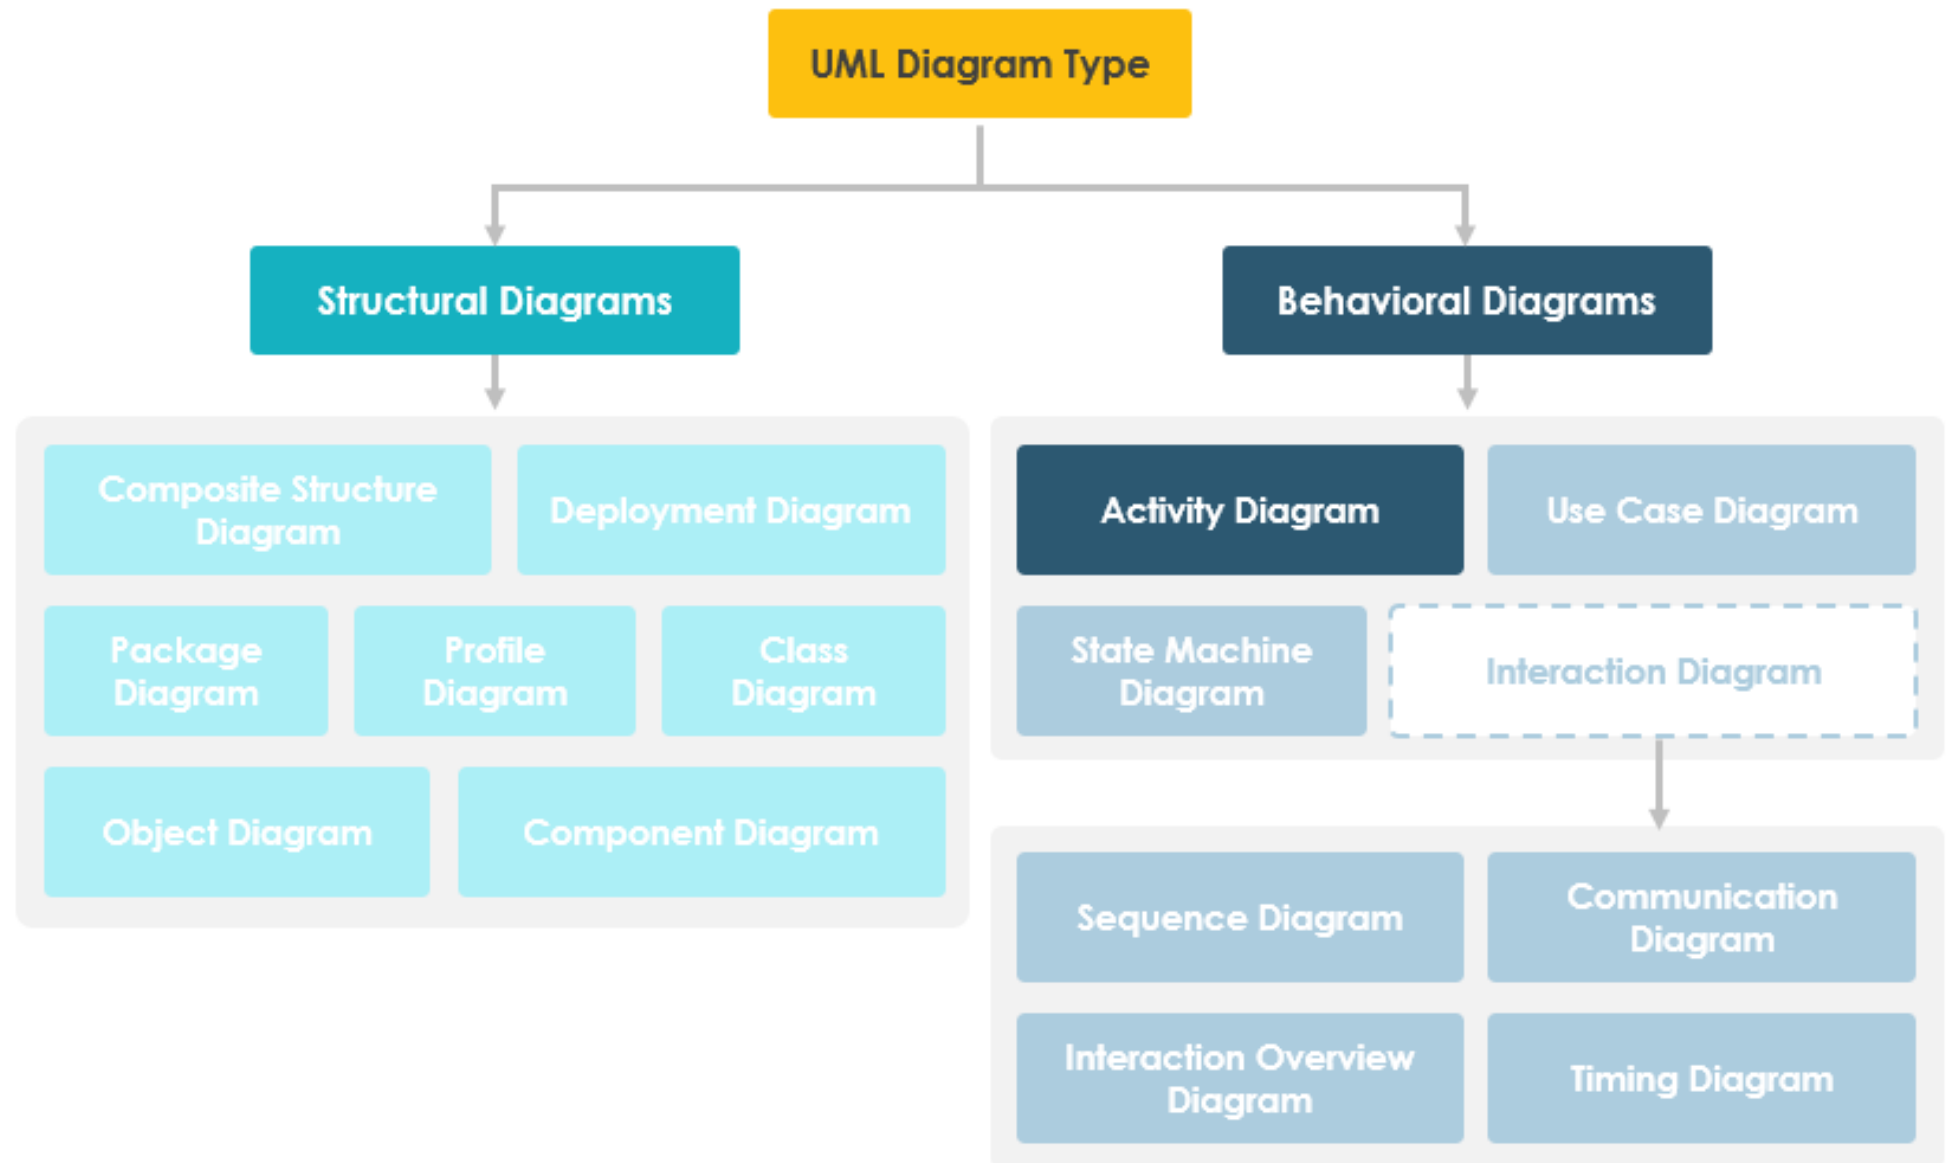 UML Diagram Type
Structural Diagrams
Behavioral Diagrams
Composite Structure
Diagram
Deployment Diagram
Package
Diagram
Profile
Diagram
Class
Diagram
Object Diagram
Component Diagram
Activity Diagram
Use Case Diagram
State Machine
Diagram
Interaction Diagram
Sequence Diagram
Communication
Diagram
Interaction Overview
Diagram
Timing Diagram